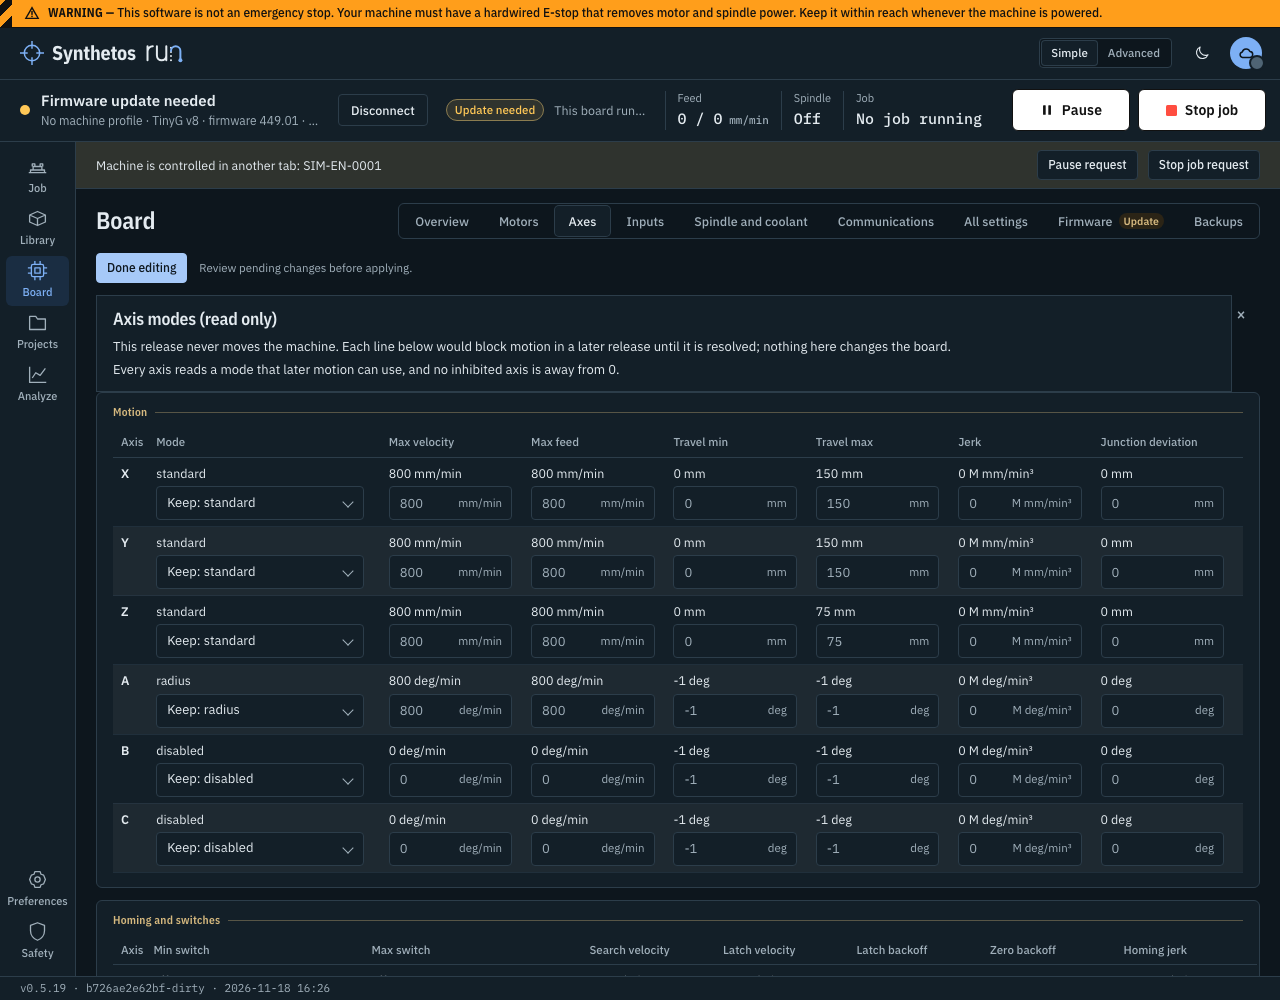 WARNING — This software is not an emergency stop. Your machine must have a hardwired E-stop that removes motor and spindle power. Keep it within reach whenever the machine is powered.
Synthetos run
Simple Advanced
Firmware update needed
No machine profile · TinyG v8 · firmware 449.01 · ...
Disconnect
Update needed This board run...
Feed
0 / 0 mm/min
Spindle
Off
Job
No job running
Pause
Stop job
Machine is controlled in another tab: SIM-EN-0001
Pause request Stop job request
Job
Library
Board
Projects
Analyze
Preferences
Safety
Board
Overview Motors Axes Inputs Spindle and coolant Communications All settings Firmware Update Backups
Done editing Review pending changes before applying.
Axis modes (read only)
×
This release never moves the machine. Each line below would block motion in a later release until it is resolved; nothing here changes the board.
Every axis reads a mode that later motion can use, and no inhibited axis is away from 0.
Motion
Axis Mode Max velocity Max feed Travel min Travel max Jerk Junction deviation
X standard 800 mm/min 800 mm/min 0 mm 150 mm 0 M mm/min³ 0 mm
Keep: standard 800 mm/min 800 mm/min 0 mm 150 mm 0 M mm/min³ 0 mm
Y standard 800 mm/min 800 mm/min 0 mm 150 mm 0 M mm/min³ 0 mm
Keep: standard 800 mm/min 800 mm/min 0 mm 150 mm 0 M mm/min³ 0 mm
Z standard 800 mm/min 800 mm/min 0 mm 75 mm 0 M mm/min³ 0 mm
Keep: standard 800 mm/min 800 mm/min 0 mm 75 mm 0 M mm/min³ 0 mm
A radius 800 deg/min 800 deg/min -1 deg -1 deg 0 M deg/min³ 0 deg
Keep: radius 800 deg/min 800 deg/min -1 deg -1 deg 0 M deg/min³ 0 deg
B disabled 0 deg/min 0 deg/min -1 deg -1 deg 0 M deg/min³ 0 deg
Keep: disabled 0 deg/min 0 deg/min -1 deg -1 deg 0 M deg/min³ 0 deg
C disabled 0 deg/min 0 deg/min -1 deg -1 deg 0 M deg/min³ 0 deg
Keep: disabled 0 deg/min 0 deg/min -1 deg -1 deg 0 M deg/min³ 0 deg
Homing and switches
Axis Min switch Max switch Search velocity Latch velocity Latch backoff Zero backoff Homing jerk
v0.5.19 · b726ae2e62bf-dirty · 2026-11-18 16:26